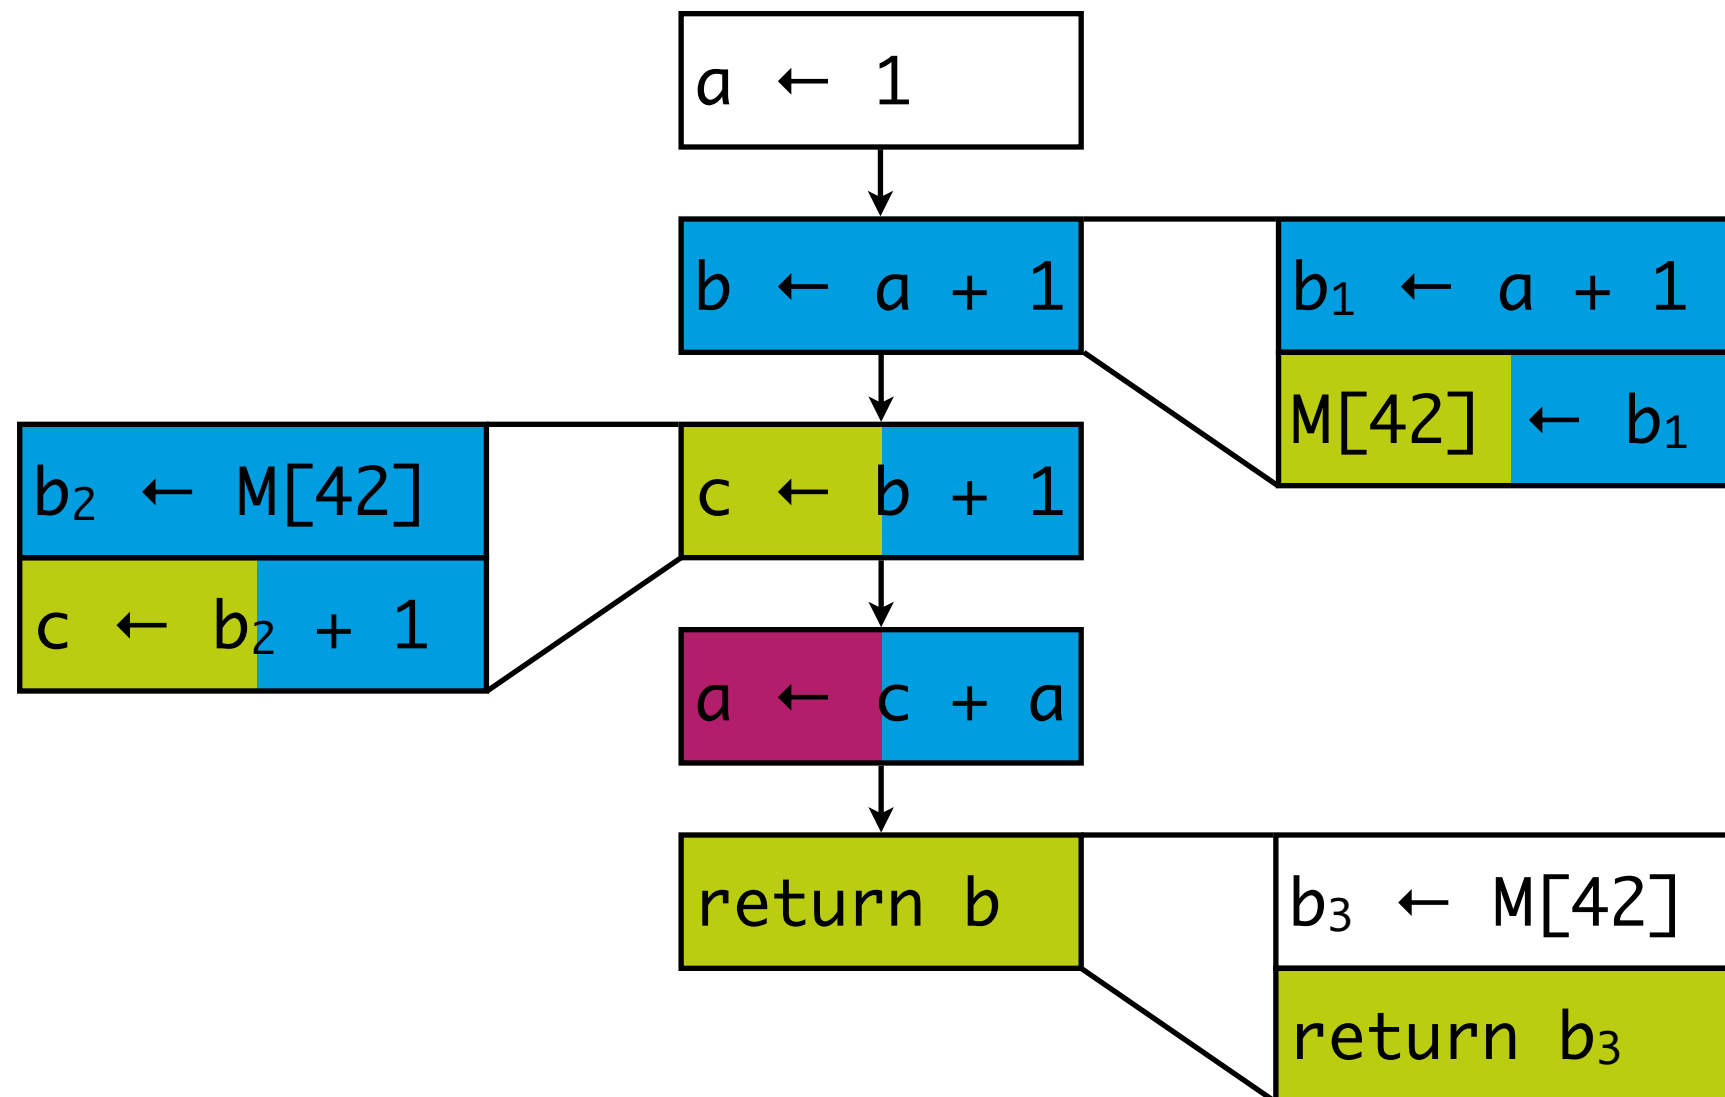 a ← 1
b ← a + 1
b₁ ← a + 1
M[42] ← b₁
b₂ ← M[42]
c ← b₂ + 1
c ← b + 1
a ← c + a
return b
b₃ ← M[42]
return b₃